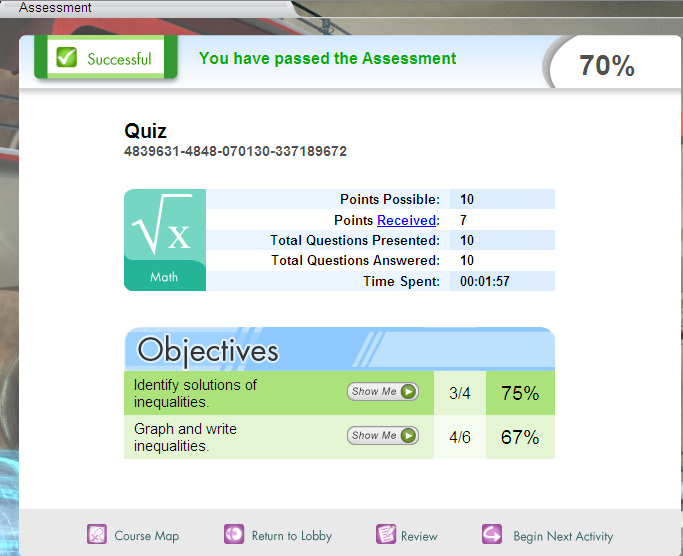 Assessment
Successful
You have passed the Assessment
70%
Quiz
4839631-4848-070130-337189672
√x
Math
Points Possible: 10
Points Received: 7
Total Questions Presented: 10
Total Questions Answered: 10
Time Spent: 00:01:57
Objectives
Identify solutions of
inequalities.
Show Me
3/4
75%
Graph and write
inequalities.
Show Me
4/6
67%
Course Map
Return to Lobby
Review
Begin Next Activity